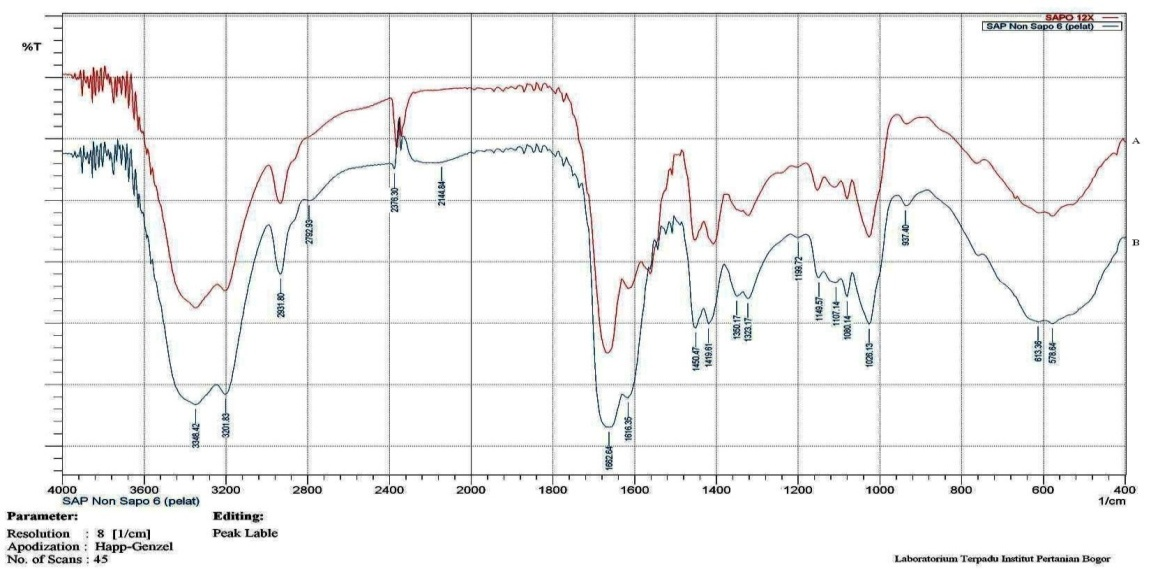 SAPO 12X
SAP Non Sapo 6 (pelat)
%T
A
B
2376.30
2144.84
2792.93
2931.80
3348.42
3201.83
1662.64
1616.35
1450.47
1419.61
1350.17
1323.17
1199.72
1149.57
1107.14
1080.14
1026.13
937.40
613.36
578.64
4000 3600 3200 2800 2400 2000 1800 1600 1400 1200 1000 800 600 400
SAP Non Sapo 6 (pelat)
1/cm
Parameter: Editing:
Resolution : 8 [1/cm] Peak Lable
Apodization : Happ-Genzel
No. of Scans : 45
Laboratorium Terpadu Institut Pertanian Bogor